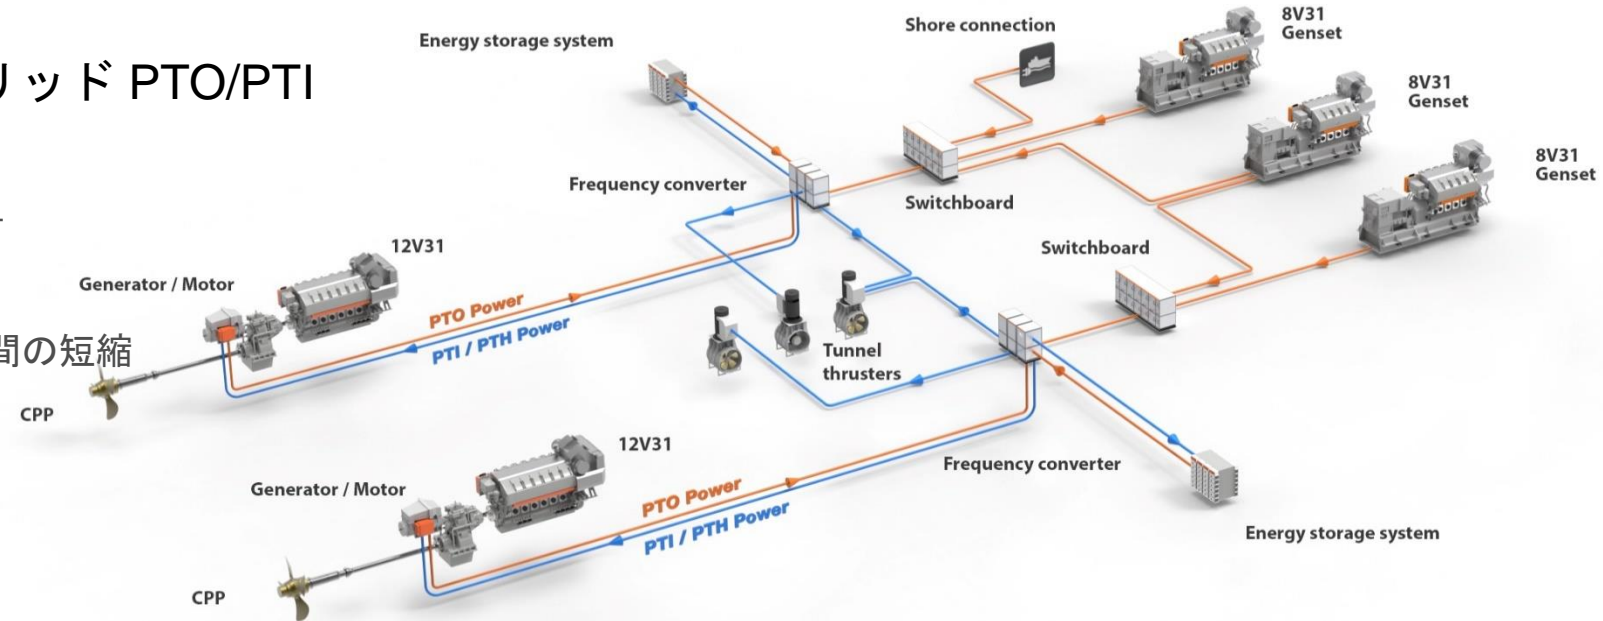 リッド PTO/PTI
間の短縮
Energy storage system
Shore connection
8V31
Genset
8V31
Genset
8V31
Genset
Frequency converter
Switchboard
Switchboard
12V31
Generator / Motor
PTO Power
PTI / PTH Power
Tunnel
thrusters
CPP
12V31
Generator / Motor
PTO Power
PTI / PTH Power
Frequency converter
Energy storage system
CPP